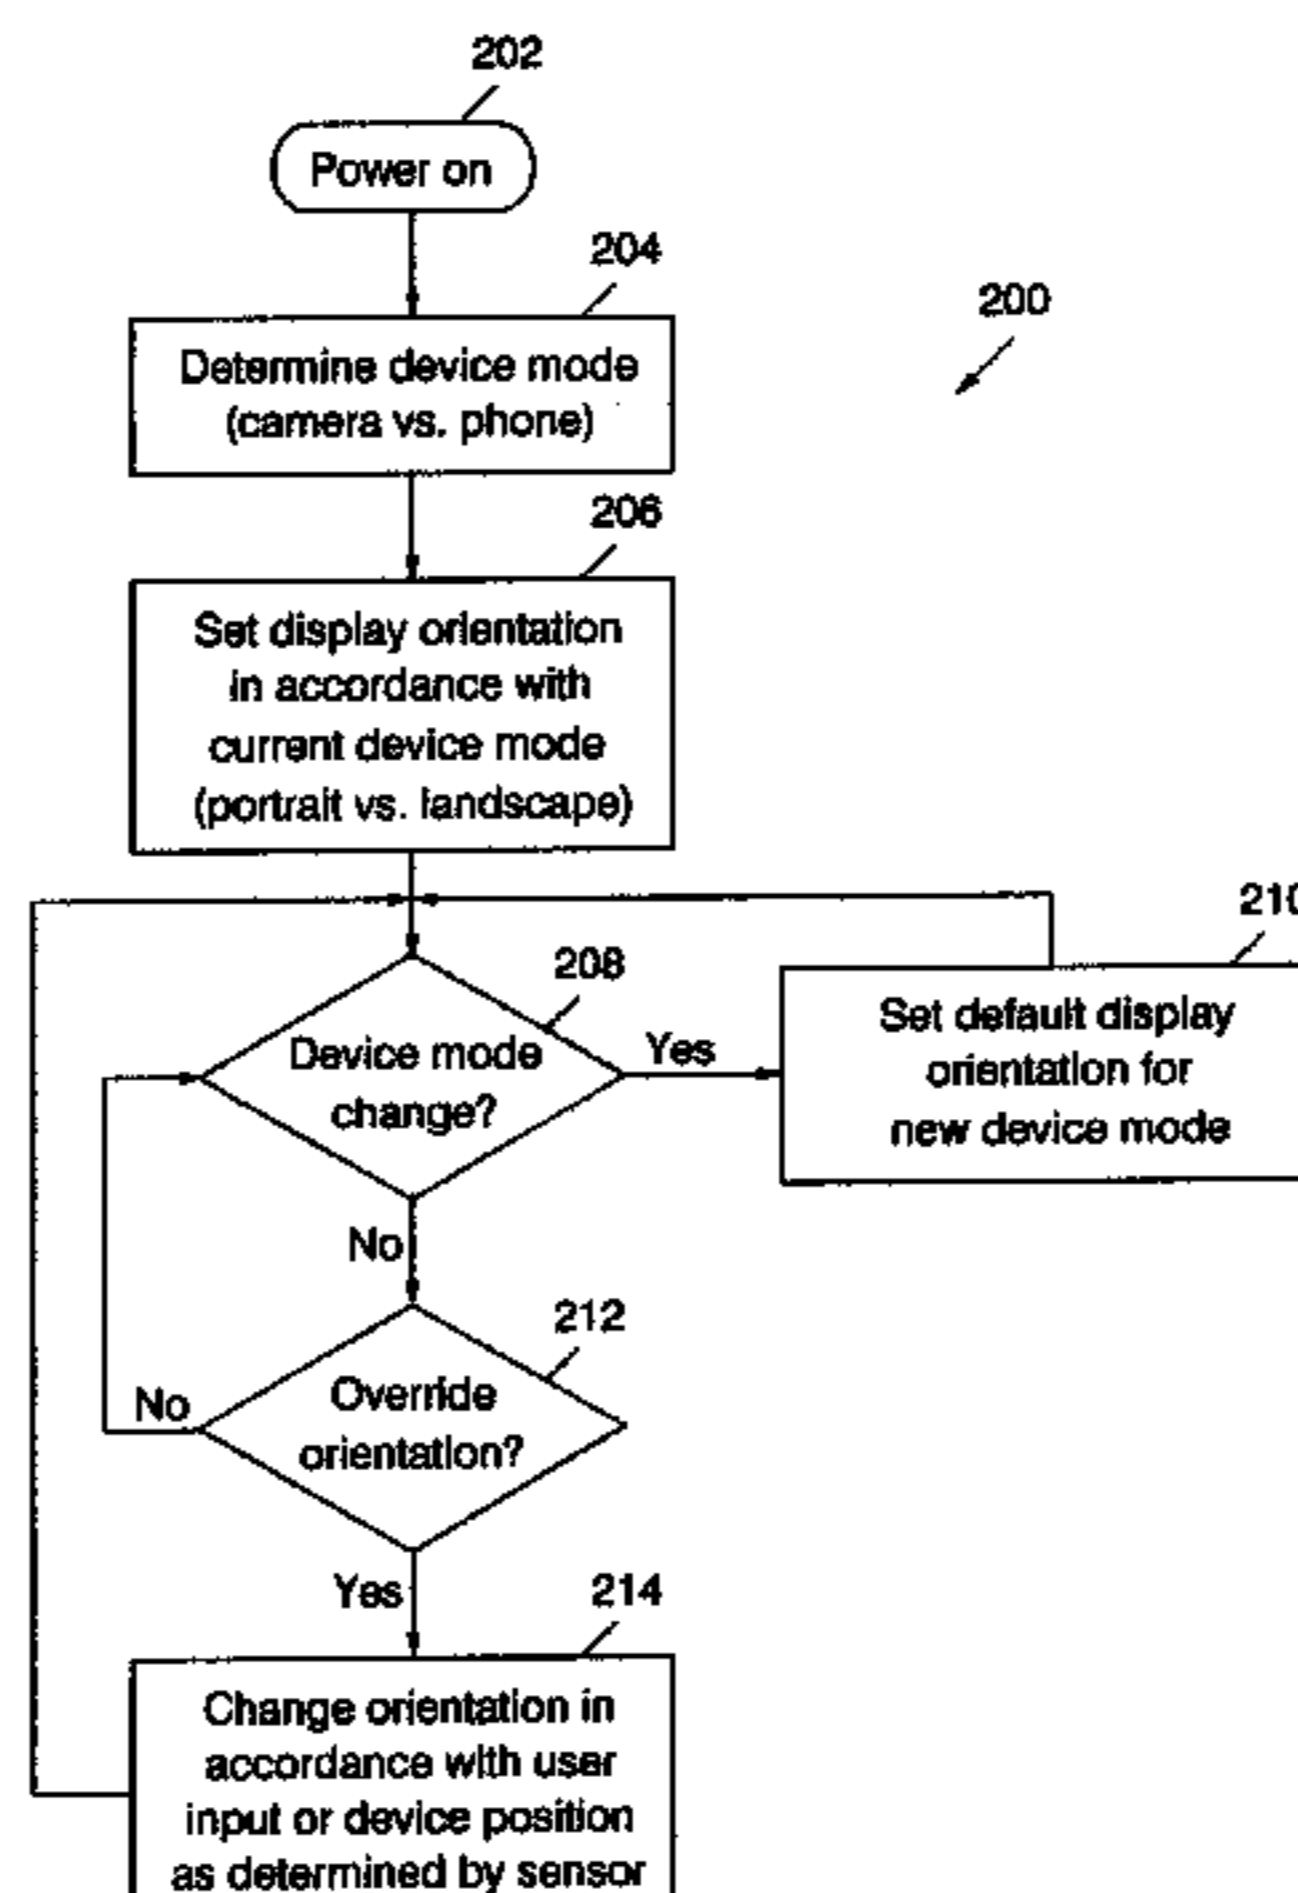 202
Power on
204
200
Determine device mode
(camera vs. phone)
206
Set display orientation
in accordance with
current device mode
(portrait vs. landscape)
210
208
Device mode
change?
Yes
Set default display
orientation for
new device mode
No
212
Override
orientation?
No
Yes
214
Change orientation in
accordance with user
input or device position
as determined by sensor